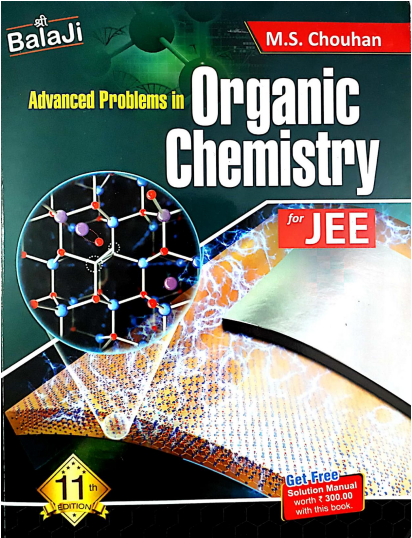 श्री
BalaJi
M.S. Chouhan
Advanced Problems in
Organic
Chemistry
for JEE
11th
EDITION
Get Free
Solution Manual
worth ₹ 300.00
with this book.